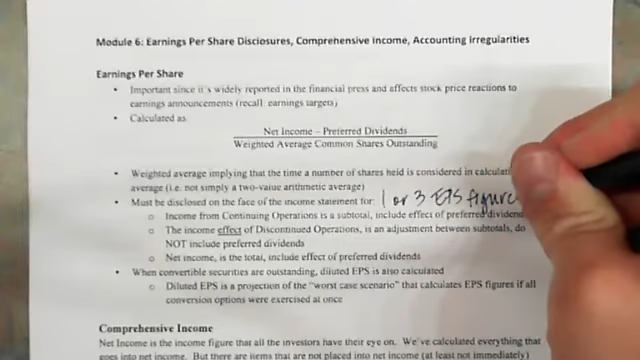 Module 6: Earnings Per Share Disclosures, Comprehensive Income, Accounting Irregularities
Earnings Per Share
• Important since it's widely reported in the financial press and affects stock price reactions to
earnings announcements (recall: earnings targets)
• Calculated as
Net Income – Preferred Dividends
Weighted Average Common Shares Outstanding
• Weighted average implying that the time a number of shares held is considered in
average (i.e. not simply a two-value arithmetic average)
• Must be disclosed on the face of the income statement for: 1 or 3 EPS figure
o Income from Continuing Operations is a subtotal, include effect of preferred dividend
o The income effect of Discontinued Operations, is an adjustment between subtotals, do
NOT include preferred dividends
o Net income, is the total, include effect of preferred dividends
• When convertible securities are outstanding, diluted EPS is also calculated
o Diluted EPS is a projection of the "worst case scenario" that calculates EPS figures if all
conversion options were exercised at once
Comprehensive Income
Net Income is the income figure that all the investors have their eye on. We've calculated everything that
goes into net income. But there are items that are not placed into net income (at least not immediately)